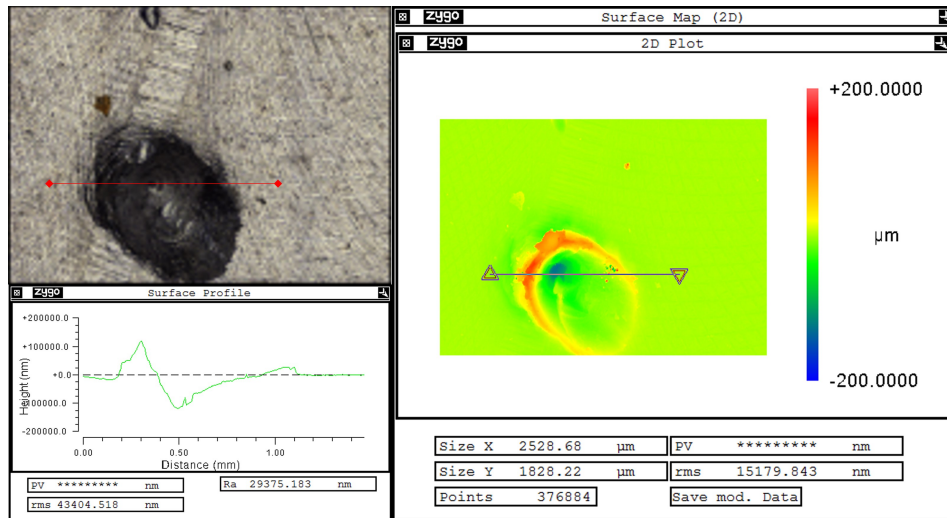 zygo Surface Map (2D)
zygo 2D Plot
+200.0000
µm
-200.0000
zygo Surface Profile
+200000.0
+100000.0
+0.0
-100000.0
-200000.0
Height (nm)
0.00 0.50 1.00
Distance (mm)
PV ********* nm
Ra 29375.183 nm
rms 43404.518 nm
Size X 2528.68 µm
PV ********* nm
Size Y 1828.22 µm
rms 15179.843 nm
Points 376884
Save mod. Data